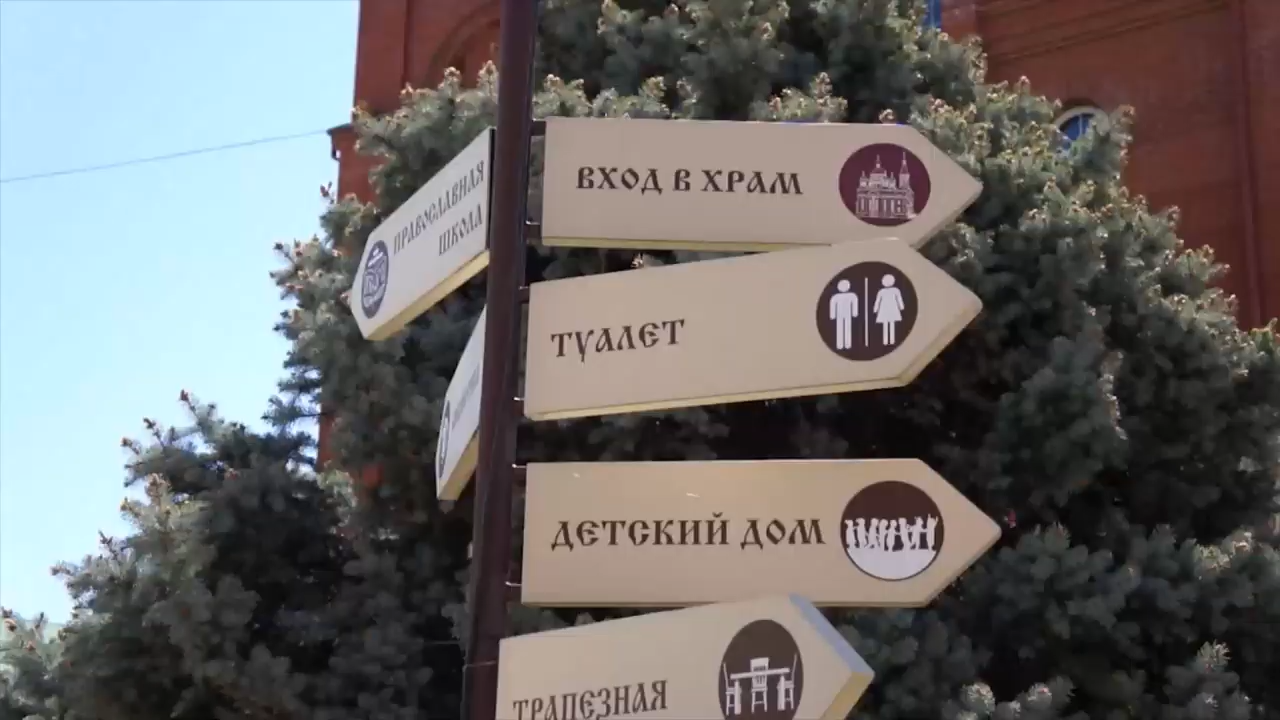 ПРАВОСЛАВНАЯ
ШКОЛА
ВХОД В ХРАМ
ТУАЛЕТ
ДЕТСКИЙ ДОМ
ТРАПЕЗНАЯ